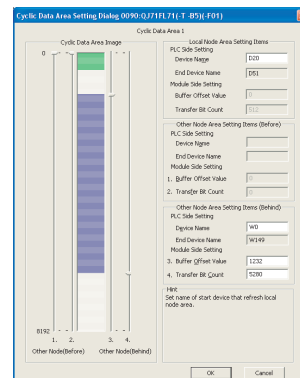 Cyclic Data Area Setting Dialog 0090:QJ71FL71(-T -B5)(-F01)
Cyclic Data Area 1
Cyclic Data Area Image
0
8192
1. 2. 3. 4.
Other Node(Before) Other Node(Behind)
Local Node Area Setting Items
PLC Side Setting
Device Name D20
End Device Name D51
Module Side Setting
Buffer Offset Value 0
Transfer Bit Count 512
Other Node Area Setting Items (Before)
PLC Side Setting
Device Name
End Device Name
Module Side Setting
1. Buffer Offset Value
2. Transfer Bit Count
Other Node Area Setting Items (Behind)
PLC Side Setting
Device Name W0
End Device Name W149
Module Side Setting
3. Buffer Offset Value 1232
4. Transfer Bit Count 5280
Hint
Set name of start device that refresh local
node area.
OK Cancel